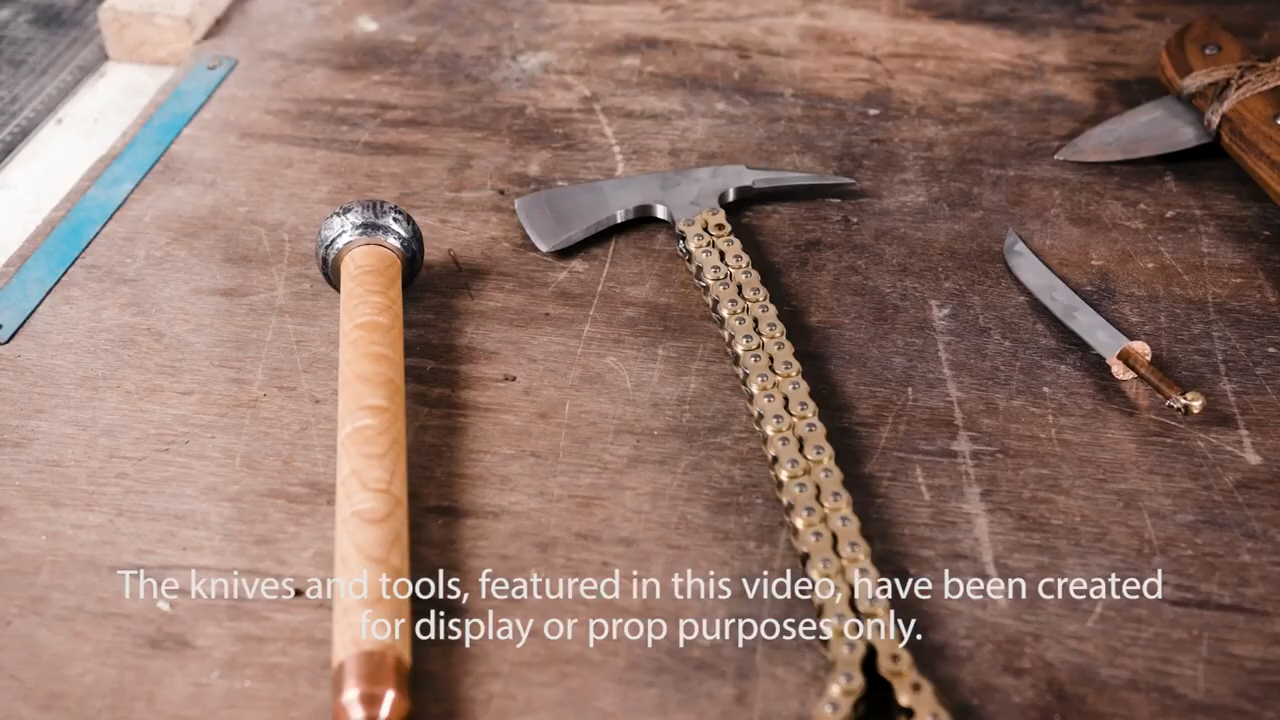 The knives and tools, featured in this video, have been created
for display or prop purposes only.